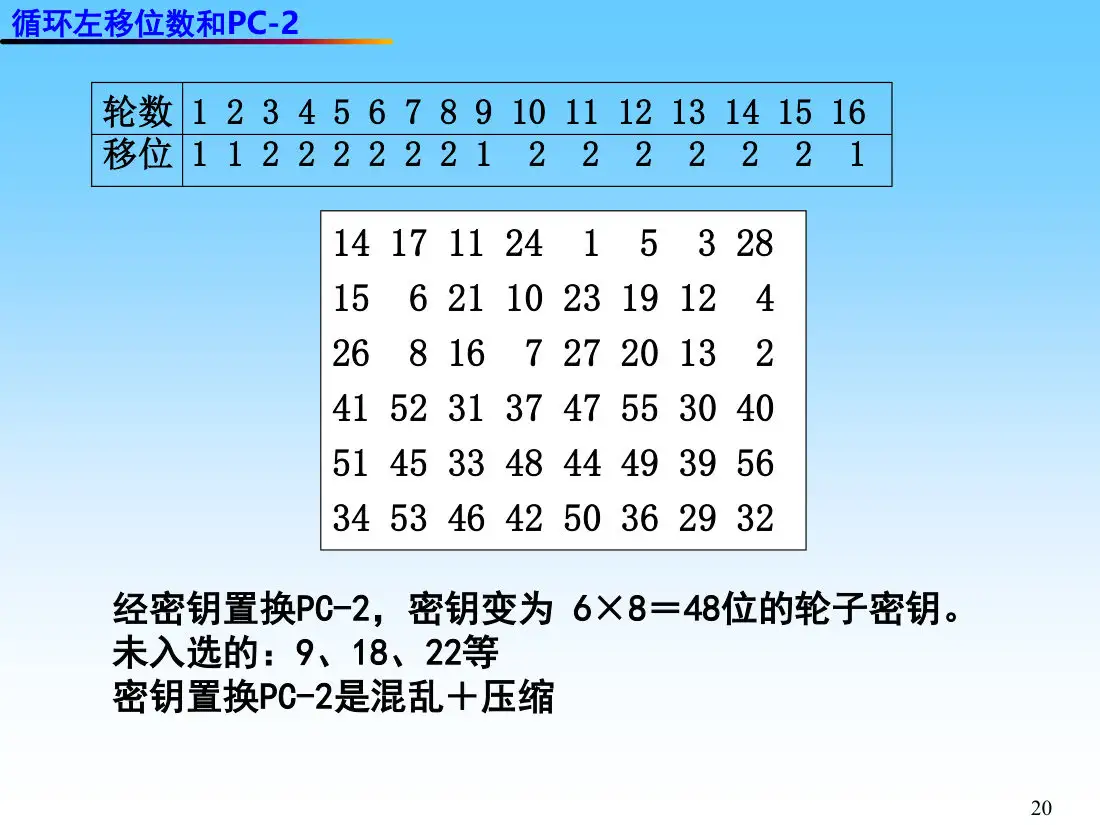 循环左移位数和PC-2
轮数 1 2 3 4 5 6 7 8 9 10 11 12 13 14 15 16
移位 1 1 2 2 2 2 2 2 1 2 2 2 2 2 2 1
14 17 11 24 1 5 3 28
15 6 21 10 23 19 12 4
26 8 16 7 27 20 13 2
41 52 31 37 47 55 30 40
51 45 33 48 44 49 39 56
34 53 46 42 50 36 29 32
经密钥置换PC-2，密钥变为 6×8＝48位的轮子密钥。
未入选的：9、18、22等
密钥置换PC-2是混乱＋压缩
20